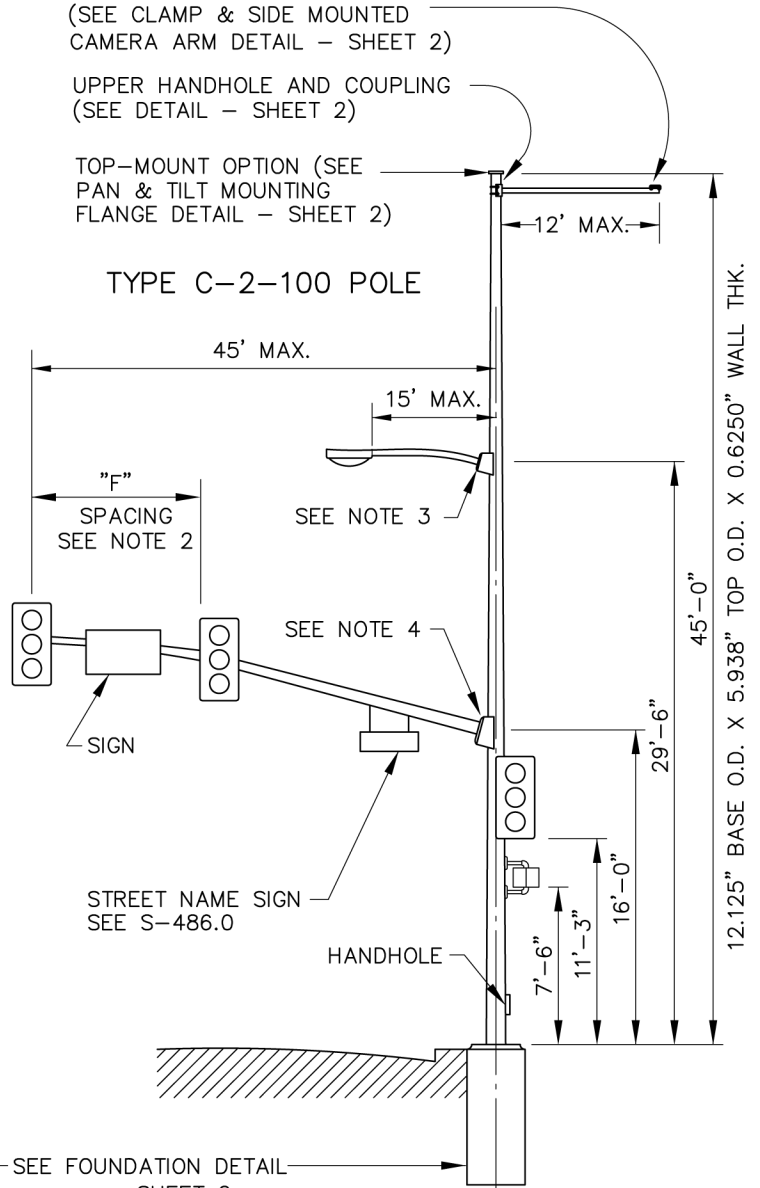 (SEE CLAMP & SIDE MOUNTED
CAMERA ARM DETAIL – SHEET 2)
UPPER HANDHOLE AND COUPLING
(SEE DETAIL – SHEET 2)
TOP–MOUNT OPTION (SEE
PAN & TILT MOUNTING
FLANGE DETAIL – SHEET 2)
12' MAX.
TYPE C–2–100 POLE
45' MAX.
15' MAX.
"F"
SPACING
SEE NOTE 2
SEE NOTE 3
SEE NOTE 4
SIGN
STREET NAME SIGN
SEE S–486.0
HANDHOLE
7'–6"
11'–3"
16'–0"
29'–6"
45'–0"
12.125" BASE O.D. X 5.938" TOP O.D. X 0.6250" WALL THK.
SEE FOUNDATION DETAIL